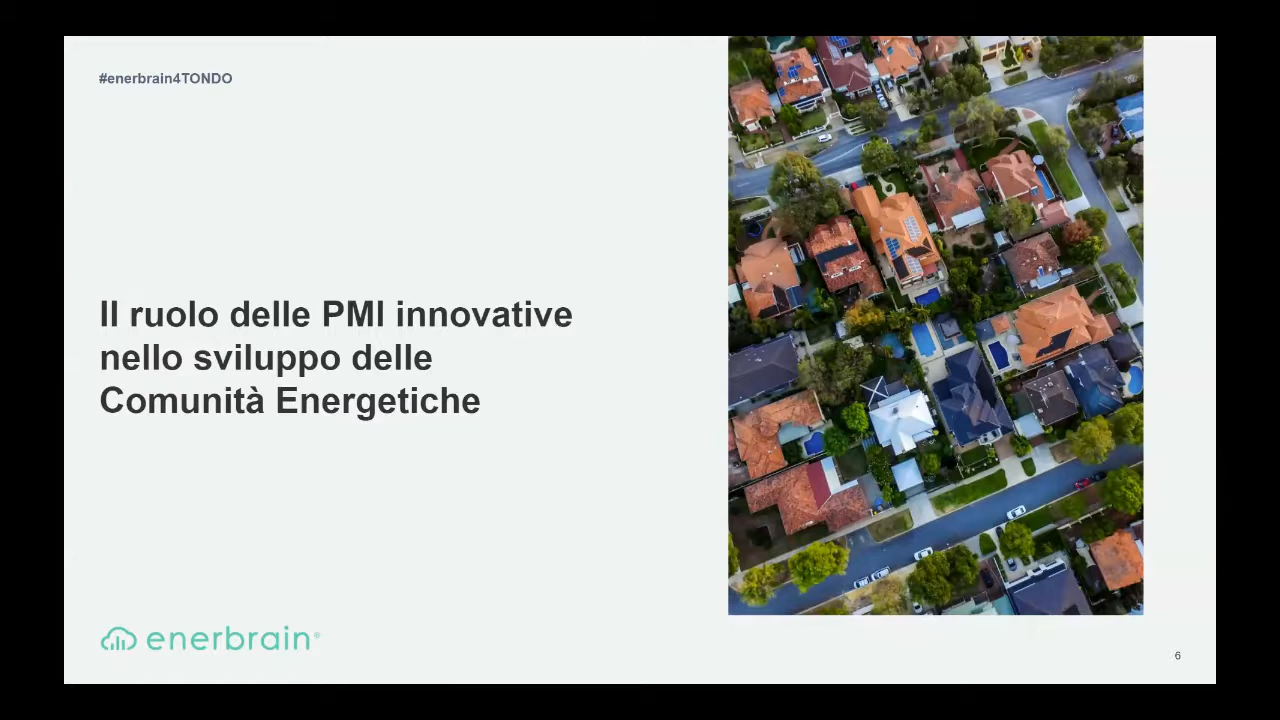 #enerbrain4TONDO
Il ruolo delle PMI innovative
nello sviluppo delle
Comunità Energetiche
enerbrain®
6